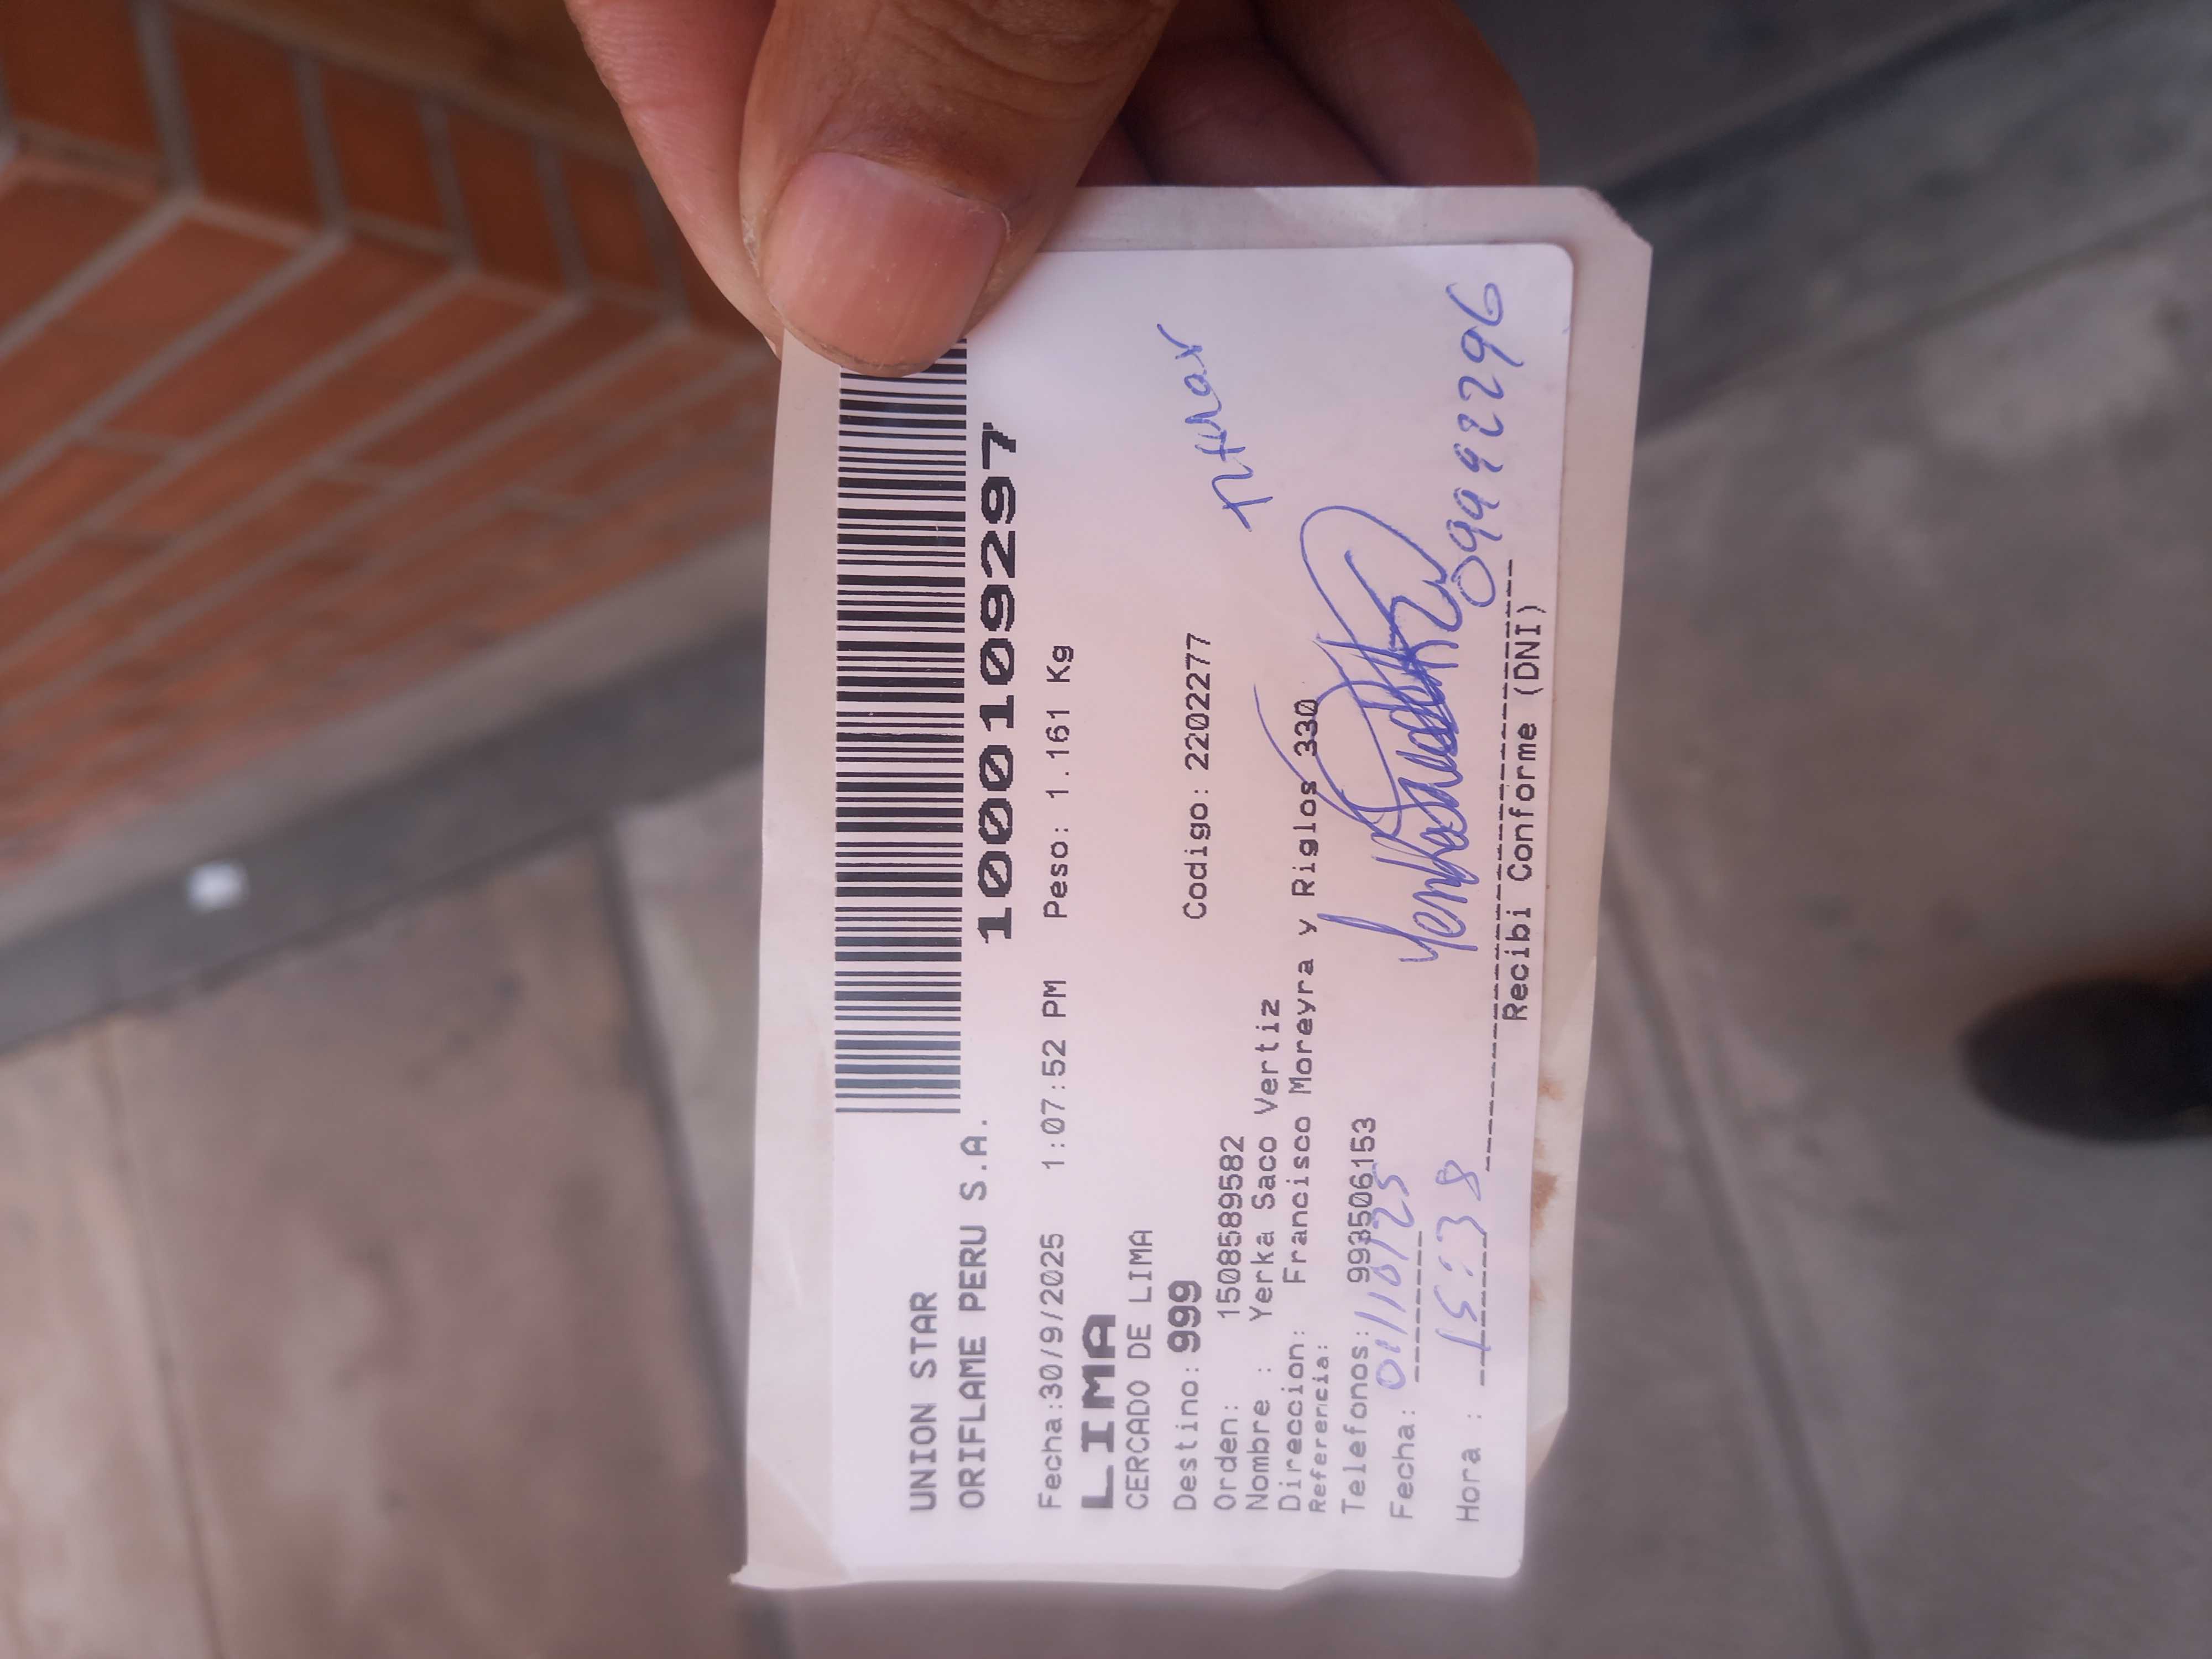 UNION STAR
ORIFLAME PERU S.A.
10001092297
Fecha:30/9/2025 1:07:52 PM Peso: 1.161 Kg
LIMA
CERCADO DE LIMA
Destino: 999 Codigo: 2202277
Orden: 1508589582
Nombre : Yerka Saco Vertiz
Direccion: Francisco Moreyra y Riglos 330
Referencia:
Telefonos: 993506153
Titular
Fecha: 01/10/25
Hora : 15:38
Recibi Conforme (DNI)